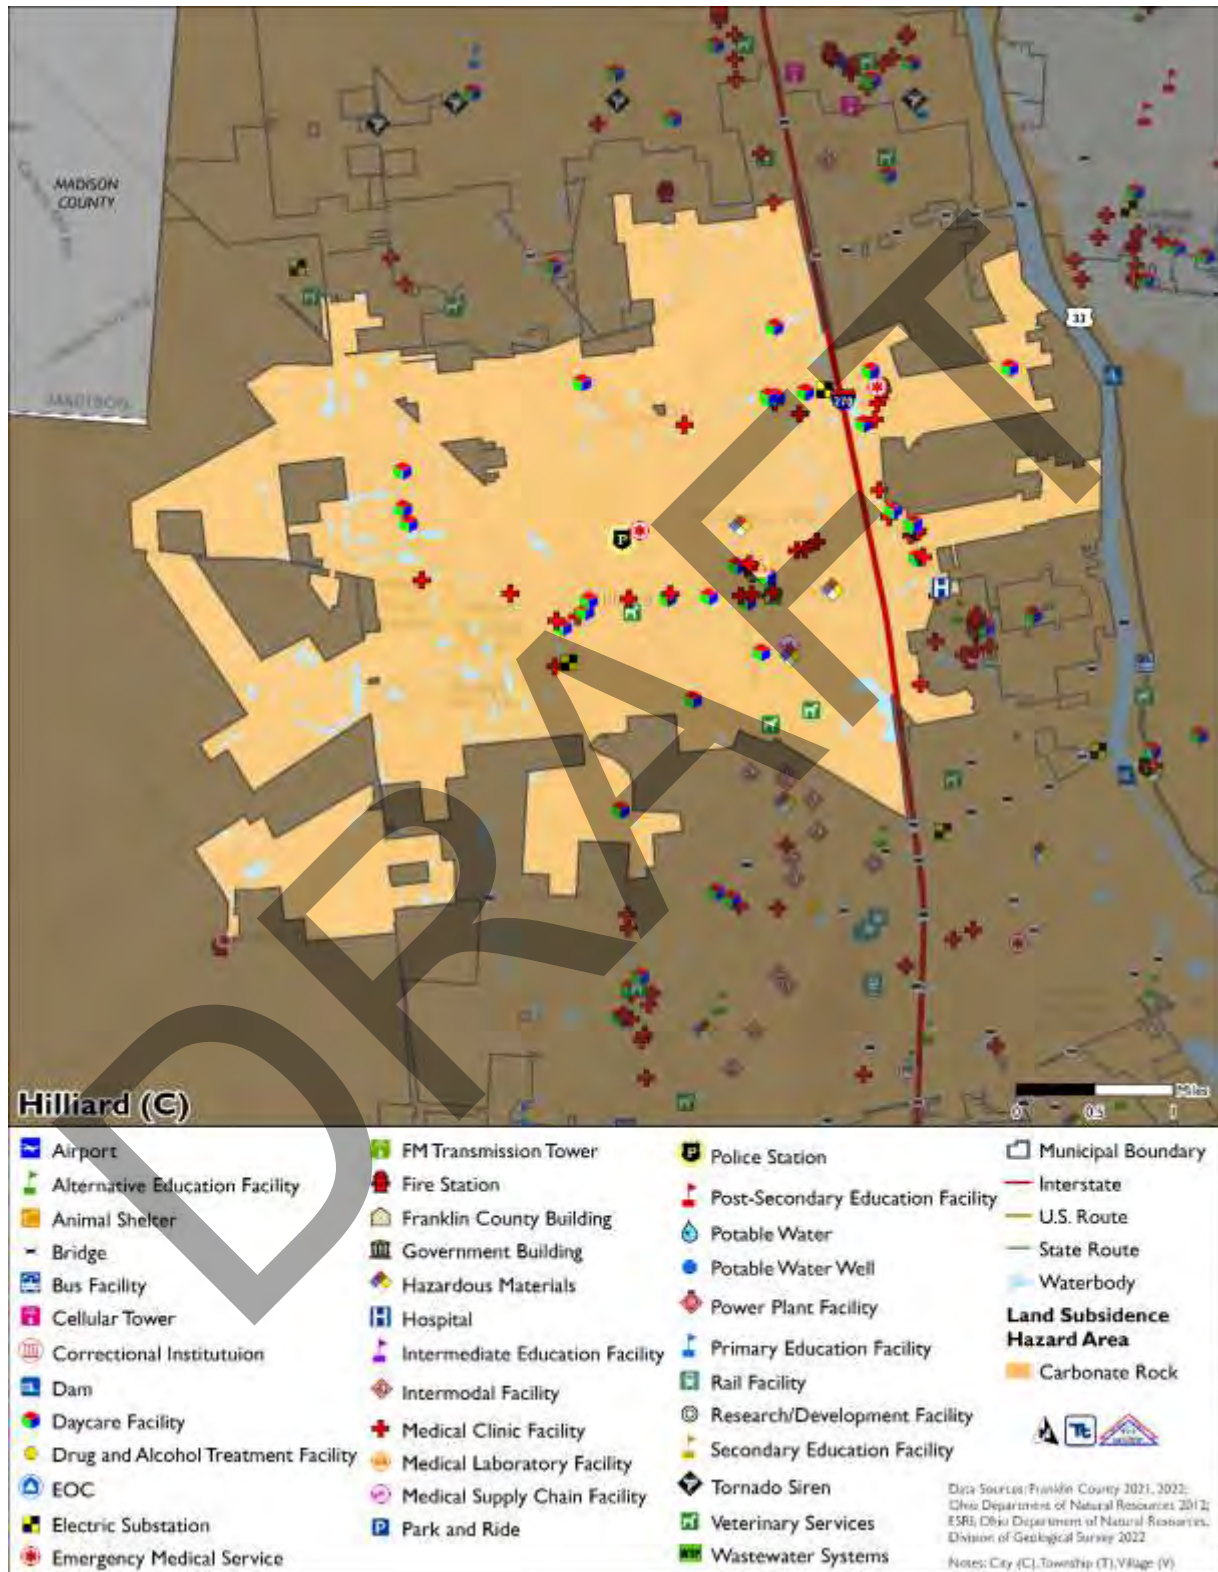 MADISON
COUNTY
MADISON
33
270
P
H
DRAFT
Hilliard (C)
Miles
0 0.5 1
Airport
Alternative Education Facility
Animal Shelter
Bridge
Bus Facility
Cellular Tower
Correctional Institutuion
Dam
Daycare Facility
Drug and Alcohol Treatment Facility
EOC
Electric Substation
Emergency Medical Service
FM Transmission Tower
Fire Station
Franklin County Building
Government Building
Hazardous Materials
Hospital
Intermediate Education Facility
Intermodal Facility
Medical Clinic Facility
Medical Laboratory Facility
Medical Supply Chain Facility
Park and Ride
Police Station
Post-Secondary Education Facility
Potable Water
Potable Water Well
Power Plant Facility
Primary Education Facility
Rail Facility
Research/Development Facility
Secondary Education Facility
Tornado Siren
Veterinary Services
Wastewater Systems
Municipal Boundary
Interstate
U.S. Route
State Route
Waterbody
Land Subsidence
Hazard Area
Carbonate Rock
Data Sources: Franklin County 2021, 2022;
Ohio Department of Natural Resources 2012;
ESRI; Ohio Department of Natural Resources,
Division of Geological Survey 2022
Notes: City (C), Township (T), Village (V)